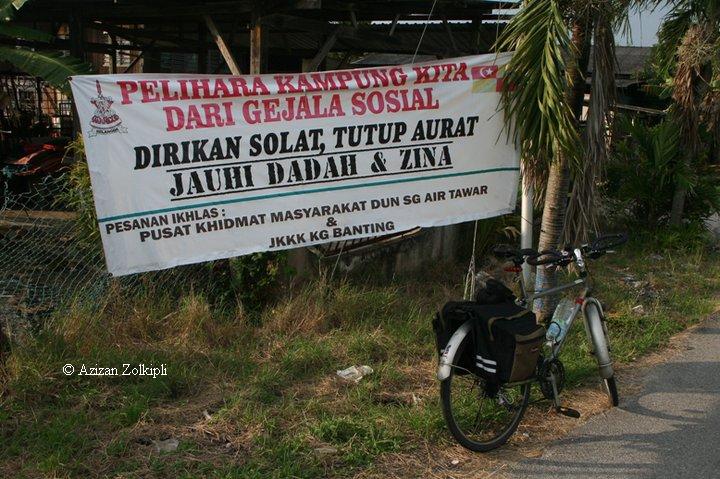 PELIHARA KAMPUNG KITA
DARI GEJALA SOSIAL
DIRIKAN SOLAT, TUTUP AURAT
JAUHI DADAH & ZINA
PESANAN IKHLAS :
PUSAT KHIDMAT MASYARAKAT DUN SG AIR TAWAR
&
JKKK KG BANTING
© Azizan Zolkipli